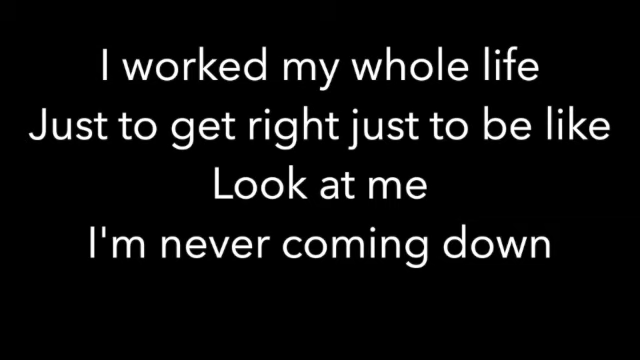 I worked my whole life
Just to get right just to be like
Look at me
I'm never coming down